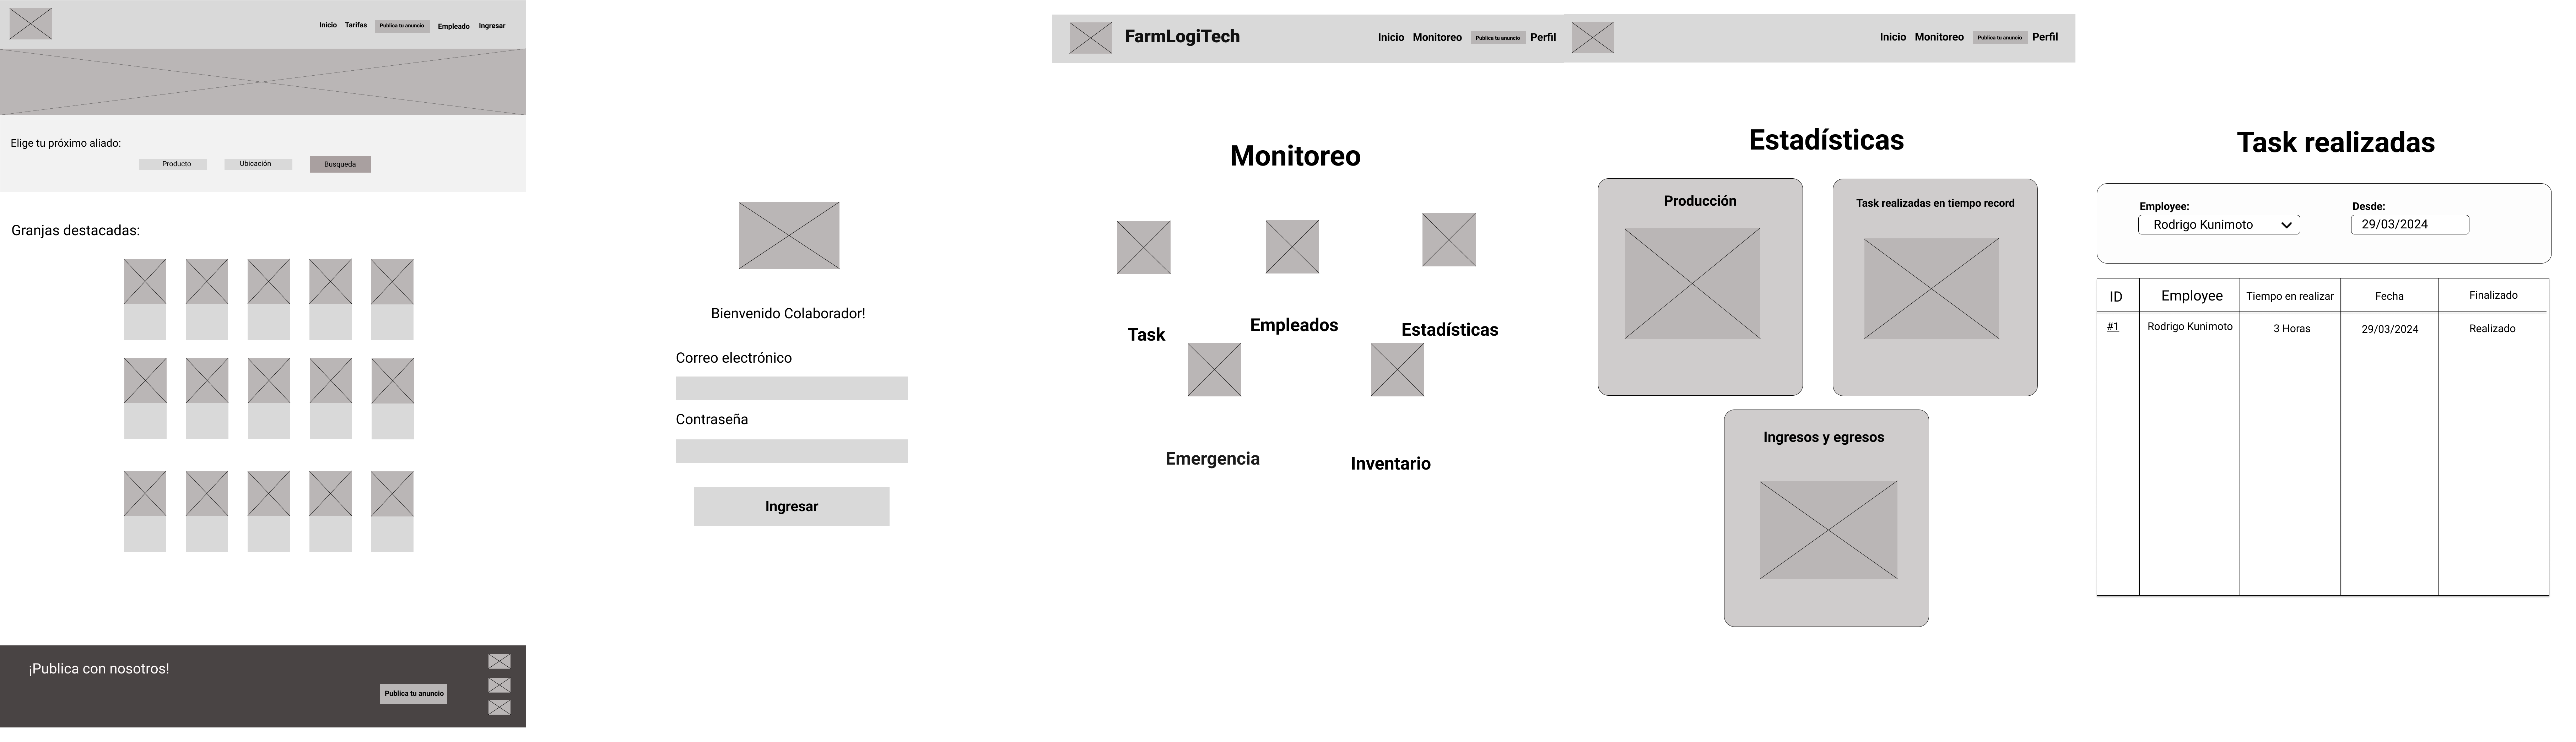 Inicio Tarifas Publica tu anuncio Empleado Ingresar
Elige tu próximo aliado:
Producto Ubicación Busqueda
Granjas destacadas:
¡Publica con nosotros!
Publica tu anuncio
Bienvenido Colaborador!
Correo electrónico
Contraseña
Ingresar
FarmLogiTech Inicio Monitoreo Publica tu anuncio Perfil
Monitoreo
Task Empleados Estadísticas
Emergencia Inventario
Inicio Monitoreo Publica tu anuncio Perfil
Estadísticas
Producción Task realizadas en tiempo record
Ingresos y egresos
Task realizadas
Employee: Desde:
Rodrigo Kunimoto 29/03/2024
ID Employee Tiempo en realizar Fecha Finalizado
#1 Rodrigo Kunimoto 3 Horas 29/03/2024 Realizado